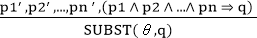 p1′,p2′,...,pn ′,(p1 ∧ p2 ∧ ...∧ pn ⇒ q)
SUBST( θ,q)